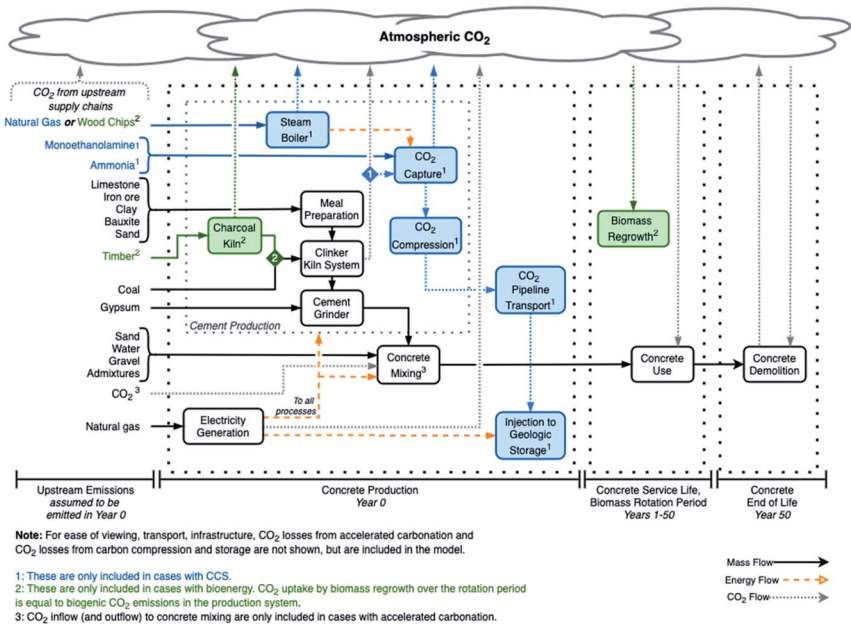 Atmospheric CO₂
CO₂ from upstream
supply chains
Natural Gas or Wood Chips²
Steam
Boiler¹
Monoethanolamine1
Ammonia¹
1
CO₂
Capture¹
Limestone
Iron ore
Clay
Bauxite
Sand
Meal
Preparation
Charcoal
Kiln²
CO₂
Compression¹
Biomass
Regrowth²
Timber²
2
Clinker
Kiln System
CO₂
Pipeline
Transport¹
Coal
Gypsum
Cement
Grinder
Cement Production
Sand
Water
Gravel
Admixtures
Concrete
Mixing³
Concrete
Use
Concrete
Demolition
CO₂ ³
To all
processes
Natural gas
Electricity
Generation
Injection to
Geologic
Storage¹
Upstream Emissions
assumed to be
emitted in Year 0
Concrete Production
Year 0
Concrete Service Life,
Biomass Rotation Period
Years 1-50
Concrete
End of Life
Year 50
Note: For ease of viewing, transport, infrastructure, CO₂ losses from accelerated carbonation and
CO₂ losses from carbon compression and storage are not shown, but are included in the model.
1: These are only included in cases with CCS.
2: These are only included in cases with bioenergy. CO₂ uptake by biomass regrowth over the rotation period
is equal to biogenic CO₂ emissions in the production system.
3: CO₂ inflow (and outflow) to concrete mixing are only included in cases with accelerated carbonation.
Mass Flow
Energy Flow
CO₂ Flow